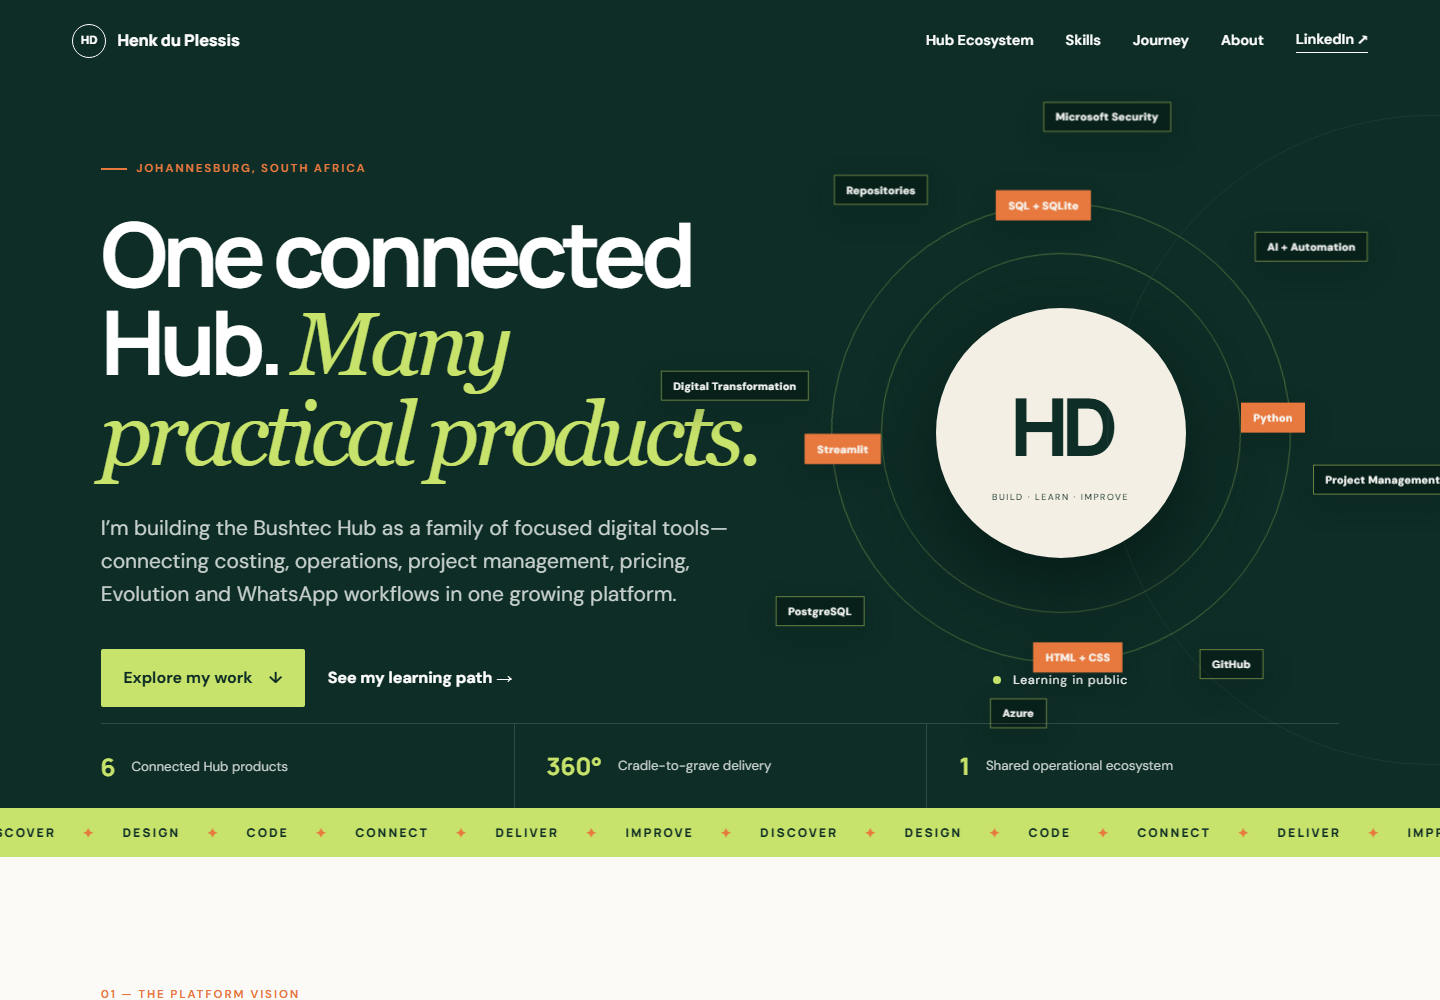 HD Henk du Plessis
Hub Ecosystem Skills Journey About LinkedIn ↗
JOHANNESBURG, SOUTH AFRICA
One connected
Hub. Many
practical products.
I'm building the Bushtec Hub as a family of focused digital tools—
connecting costing, operations, project management, pricing,
Evolution and WhatsApp workflows in one growing platform.
Explore my work ↓
See my learning path →
Microsoft Security
Repositories
SQL + SQLite
AI + Automation
Digital Transformation
Streamlit
Python
Project Management
HD
BUILD · LEARN · IMPROVE
PostgreSQL
HTML + CSS
GitHub
Learning in public
Azure
6 Connected Hub products
360° Cradle-to-grave delivery
1 Shared operational ecosystem
SCOVER ✦ DESIGN ✦ CODE ✦ CONNECT ✦ DELIVER ✦ IMPROVE ✦ DISCOVER ✦ DESIGN ✦ CODE ✦ CONNECT ✦ DELIVER ✦ IMPR
01 — THE PLATFORM VISION